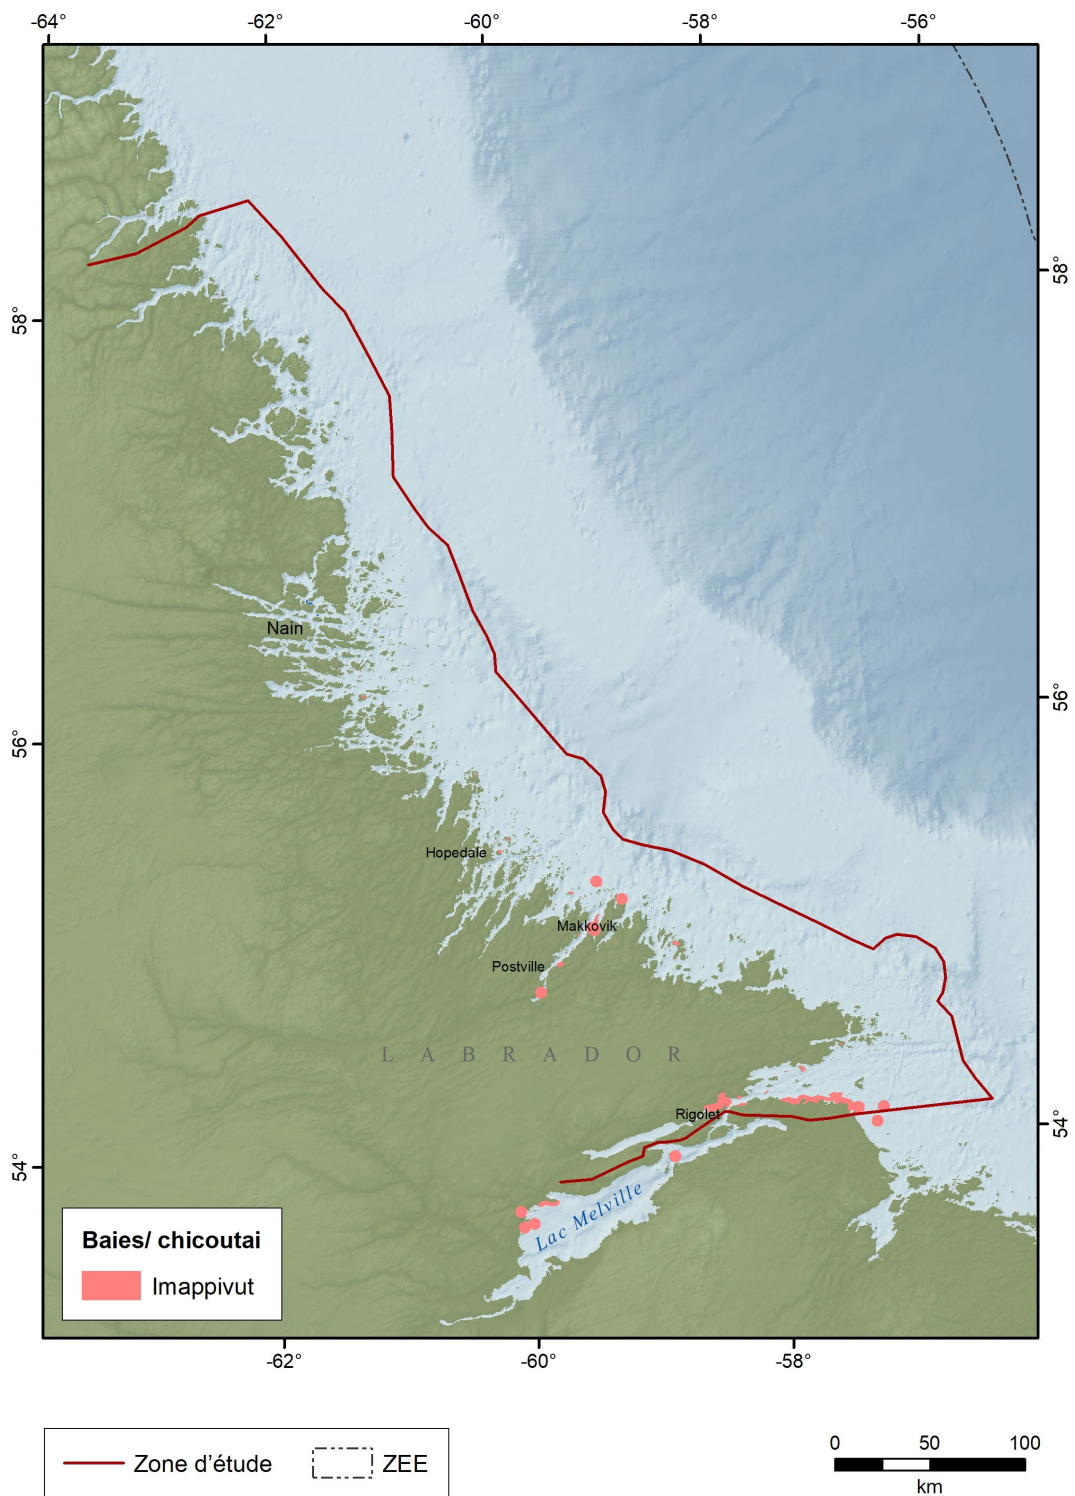 -64°
-62°
-60°
-58°
-56°
58°
58°
Nain
56°
56°
Hopedale
Makkovik
Postville
LABRADOR
Rigolet
54°
54°
Lac Melville
Baies/ chicoutai
Imappivut
-62°
-60°
-58°
Zone d'étude
ZEE
0 50 100
km